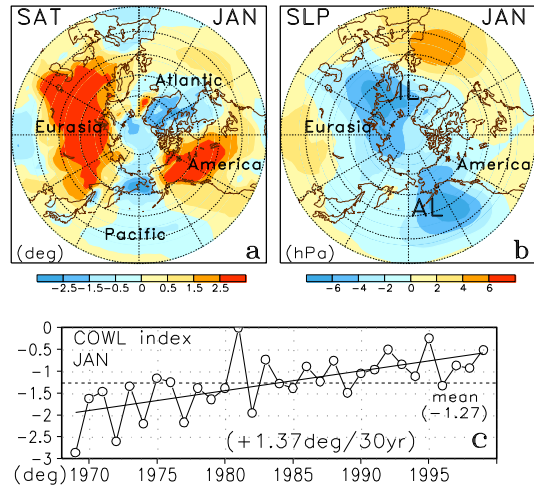 SAT JAN
Atlantic
Eurasia
America
Pacific
(deg) a
-2.5 -1.5 -0.5 0 0.5 1.5 2.5
SLP JAN
IL
Eurasia
America
AL
(hPa) b
-6 -4 -2 0 2 4 6
COWL index
JAN
0
-0.5
-1
-1.5
-2
-2.5
-3
mean
(-1.27)
(+1.37deg/30yr) c
(deg) 1970 1975 1980 1985 1990 1995